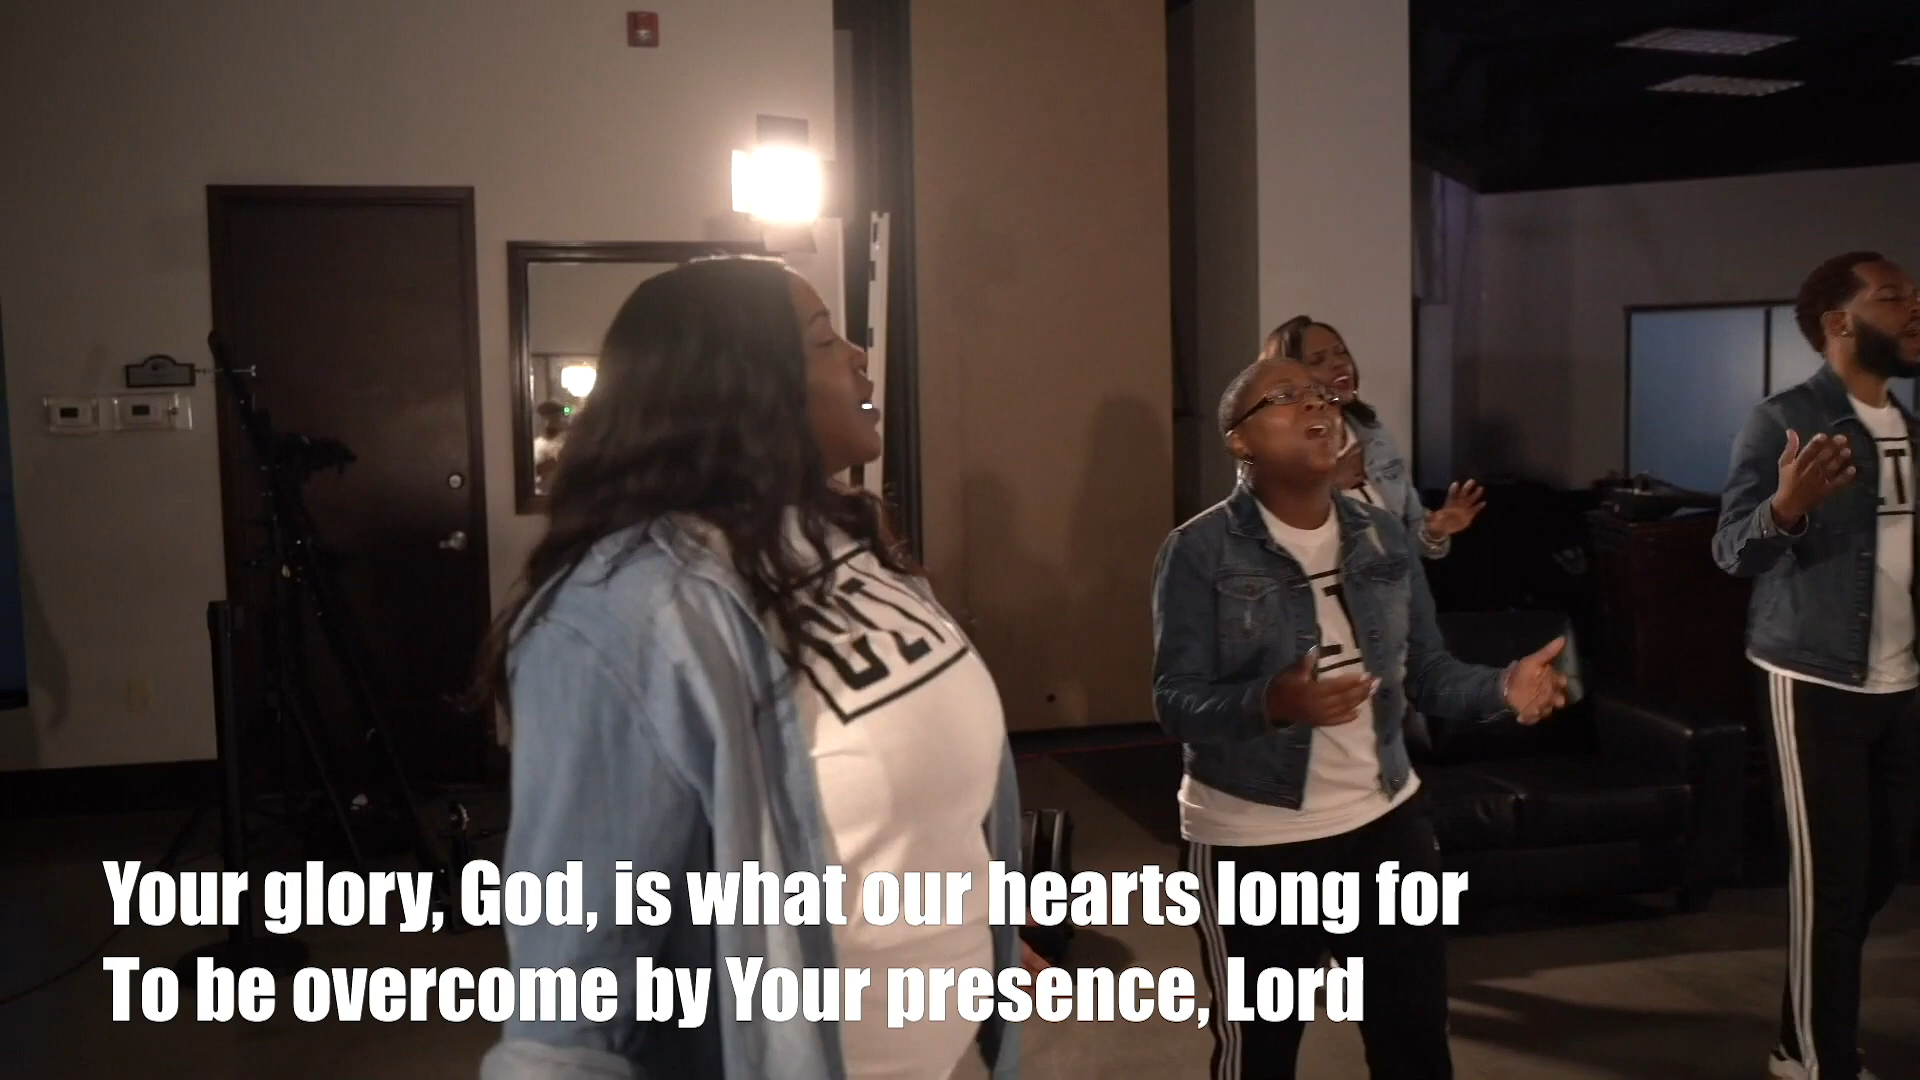 Your glory, God, is what our hearts long for
To be overcome by Your presence, Lord